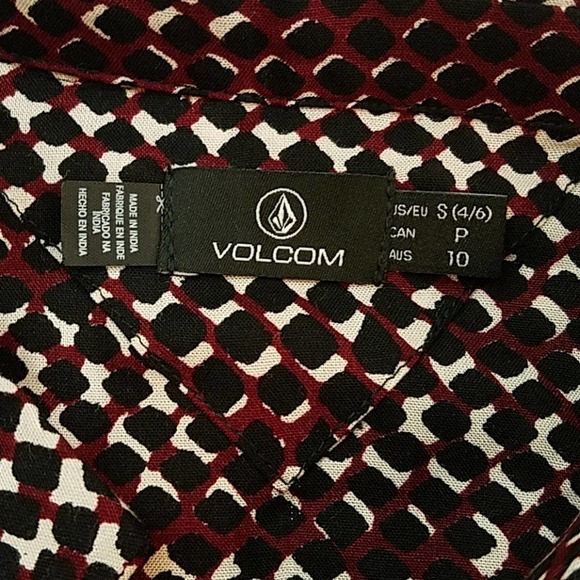 MADE IN INDIA
FABRIQUE EN INDE
FABRICADO NA
INDIA
HECHO EN INDIA
VOLCOM
US/EU S (4/6)
CAN P
AUS 10